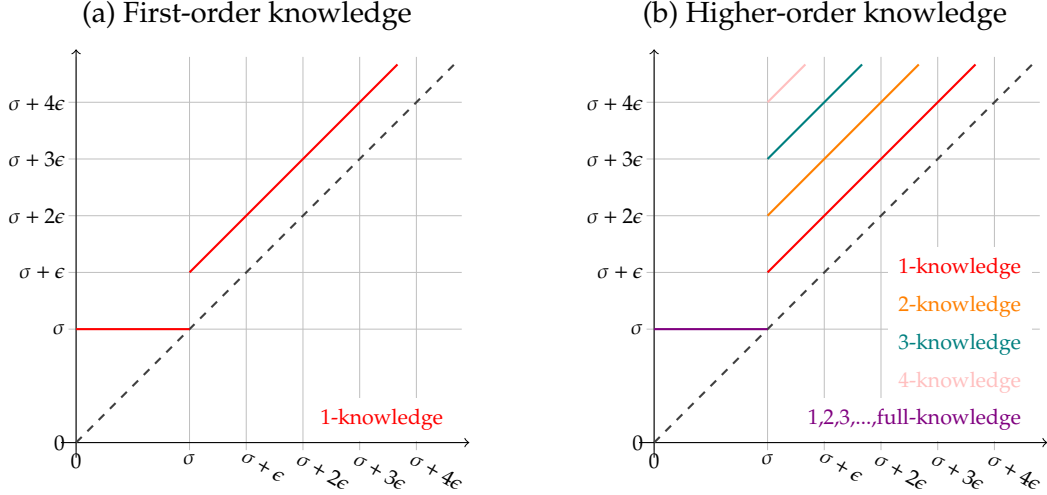 (a) First-order knowledge
σ + 4ϵ
σ + 3ϵ
σ + 2ϵ
σ + ϵ
σ
0
1-knowledge
0
σ
σ + ϵ
σ + 2ϵ
σ + 3ϵ
σ + 4ϵ
(b) Higher-order knowledge
σ + 4ϵ
σ + 3ϵ
σ + 2ϵ
σ + ϵ
σ
0
1-knowledge
2-knowledge
3-knowledge
4-knowledge
1,2,3,...,full-knowledge
0
σ
σ + ϵ
σ + 2ϵ
σ + 3ϵ
σ + 4ϵ